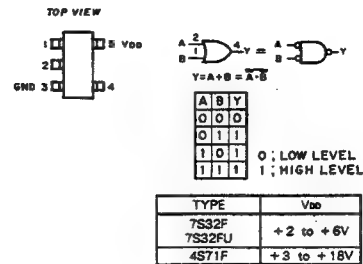 TOP VIEW
1 5 VDD
2
GND 3 4
A 2 4 Y = A Y
B 1 B
Y=A+B = A·B
A B Y
0 0 0
0 1 1
1 0 1
1 1 1
0 ; LOW LEVEL
1 ; HIGH LEVEL
TYPE VDD
7S32F
7S32FU
+2 to +6V
4S71F +3 to +18V